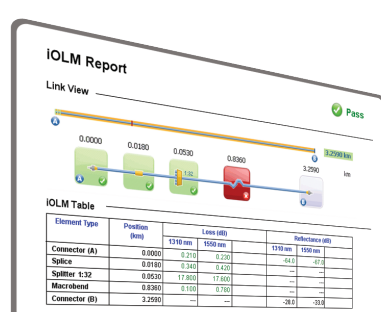 iOLM Report
Link View
Pass
A
B
3.2590 km
0.0000 0.0180 0.0530 0.8360 3.2590 km
1:32
A
B
iOLM Table
Element Type Position (km) Loss (dB) Reflectance (dB)
1310 nm 1550 nm 1310 nm 1550 nm
Connector (A) 0.0000 0.210 0.230 -64.0 -67.0
Splice 0.0180 0.340 0.420 --- ---
Splitter 1:32 0.0530 17.800 17.600 --- ---
Macrobend 0.8360 0.100 0.780 --- ---
Connector (B) 3.2590 --- --- -28.0 -33.0